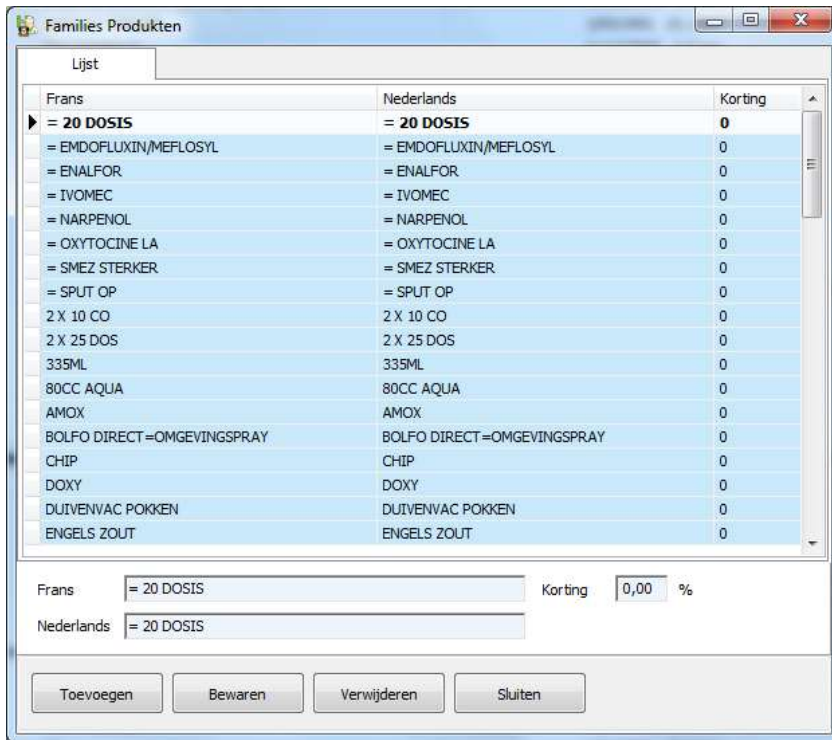 Families Produkten
Lijst
Frans Nederlands Korting
= 20 DOSIS = 20 DOSIS 0
= EMDOFLUXIN/MEFLOSYL = EMDOFLUXIN/MEFLOSYL 0
= ENALFOR = ENALFOR 0
= IVOMEC = IVOMEC 0
= NARPENOL = NARPENOL 0
= OXYTOCINE LA = OXYTOCINE LA 0
= SMEZ STERKER = SMEZ STERKER 0
= SPUT OP = SPUT OP 0
2 X 10 CO 2 X 10 CO 0
2 X 25 DOS 2 X 25 DOS 0
335ML 335ML 0
80CC AQUA 80CC AQUA 0
AMOX AMOX 0
BOLFO DIRECT=OMGEVINGSPRAY BOLFO DIRECT=OMGEVINGSPRAY 0
CHIP CHIP 0
DOXY DOXY 0
DUIVENVAC POKKEN DUIVENVAC POKKEN 0
ENGELS ZOUT ENGELS ZOUT 0
Frans = 20 DOSIS Korting 0,00 %
Nederlands = 20 DOSIS
Toevoegen Bewaren Verwijderen Sluiten